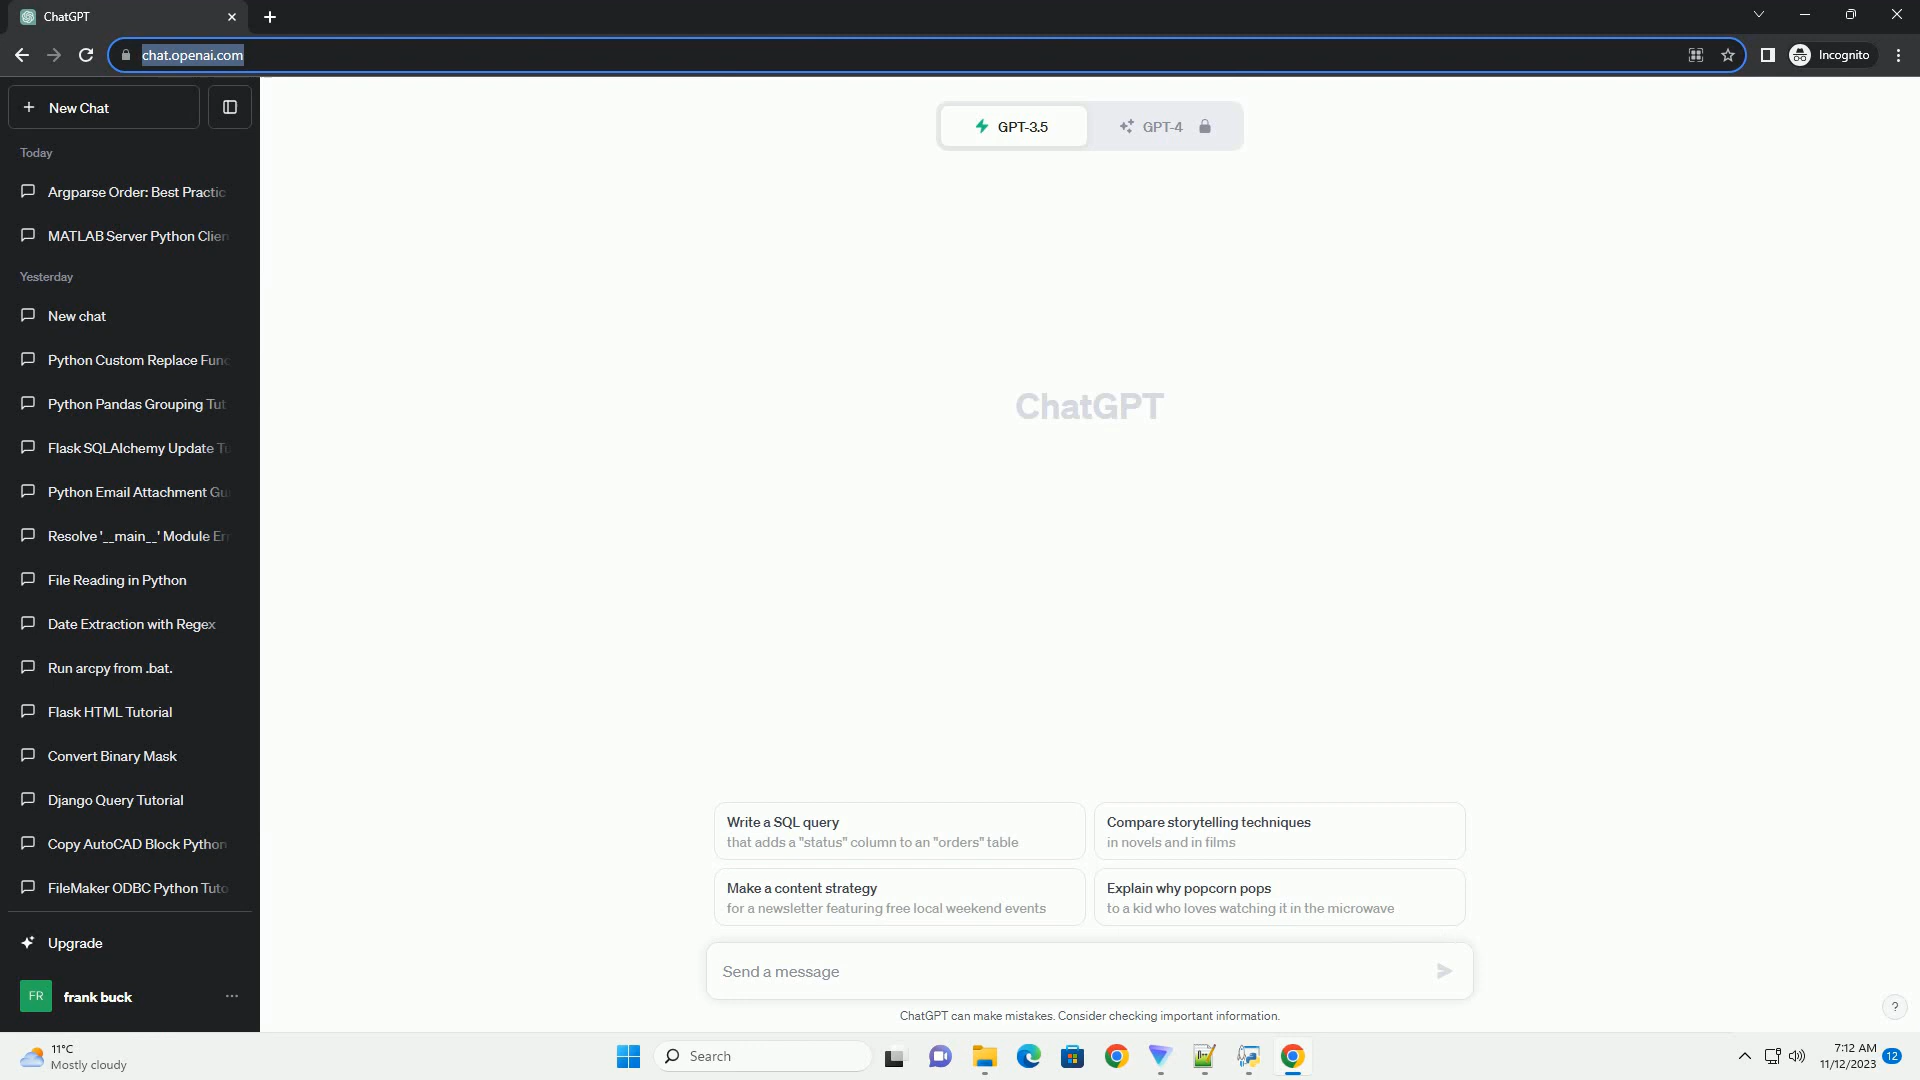 ChatGPT
chat.openai.com
Incognito
New Chat
GPT-3.5
GPT-4
Today
Argparse Order: Best Practic
MATLAB Server Python Clien
Yesterday
New chat
Python Custom Replace Func
Python Pandas Grouping Tut
Flask SQLAlchemy Update Tu
Python Email Attachment Gui
Resolve '__main__' Module Err
File Reading in Python
Date Extraction with Regex
Run arcpy from .bat.
Flask HTML Tutorial
Convert Binary Mask
Django Query Tutorial
Copy AutoCAD Block Python
FileMaker ODBC Python Tuto
Upgrade
FR frank buck
ChatGPT
Write a SQL query
that adds a "status" column to an "orders" table
Compare storytelling techniques
in novels and in films
Make a content strategy
for a newsletter featuring free local weekend events
Explain why popcorn pops
to a kid who loves watching it in the microwave
Send a message
ChatGPT can make mistakes. Consider checking important information.
?
11°C
Mostly cloudy
Search
7:12 AM
11/12/2023
12